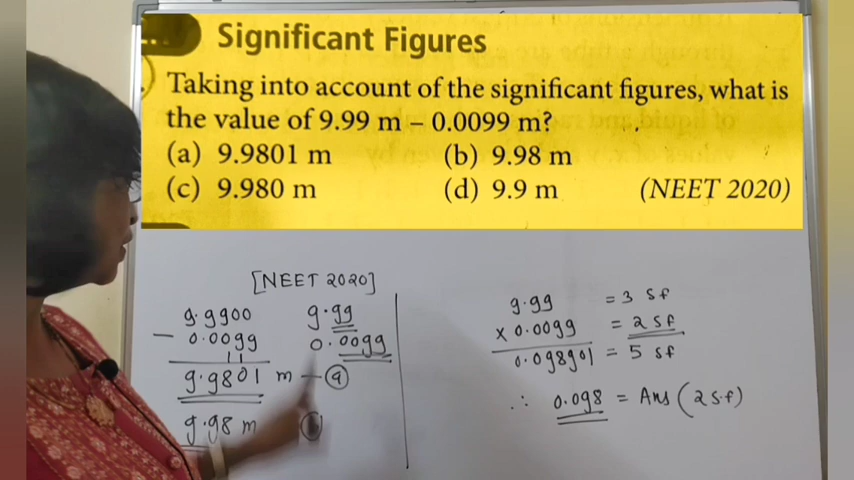 Significant Figures
Taking into account of the significant figures, what is
the value of 9.99 m – 0.0099 m?
(a) 9.9801 m (b) 9.98 m
(c) 9.980 m (d) 9.9 m (NEET 2020)
[NEET 2020]
9.9900
– 0.0099
9.9801 m – (a)
9.98 m
9.99
0.0099
9.99 = 3 sf
x 0.0099 = 2 sf
0.098901 = 5 sf
∴ 0.098 = Ans (2 s.f)